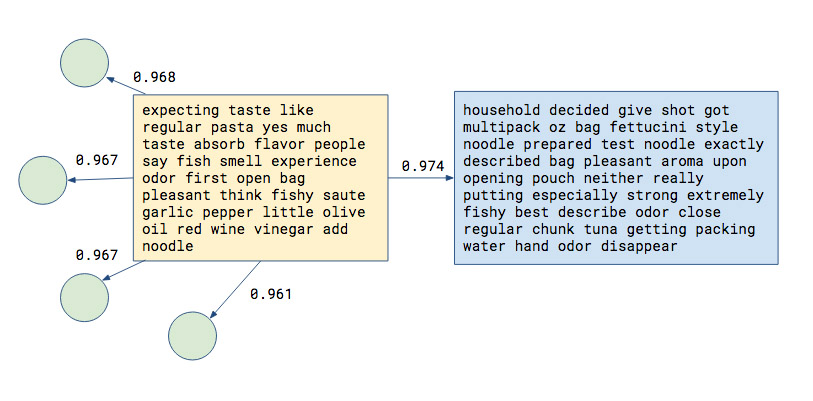 0.968
expecting taste like
regular pasta yes much
taste absorb flavor people
say fish smell experience
odor first open bag
pleasant think fishy saute
garlic pepper little olive
oil red wine vinegar add
noodle
0.967
0.974
household decided give shot got
multipack oz bag fettucini style
noodle prepared test noodle exactly
described bag pleasant aroma upon
opening pouch neither really
putting especially strong extremely
fishy best describe odor close
regular chunk tuna getting packing
water hand odor disappear
0.967
0.961